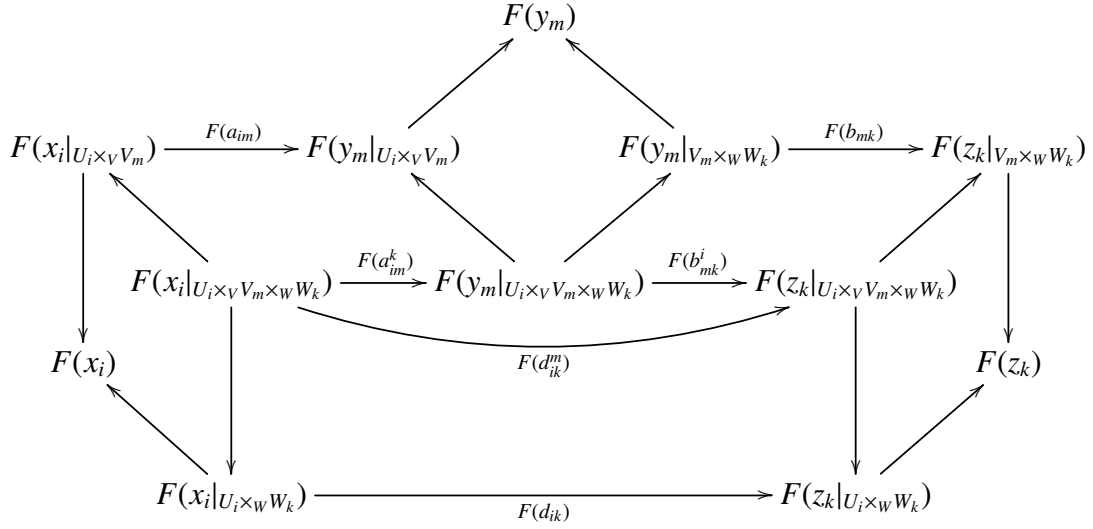 F(y_m)
F(a_{im}) F(b_{mk})
F(x_i|_{U_i×_V V_m}) F(y_m|_{U_i×_V V_m}) F(y_m|_{V_m×_W W_k}) F(z_k|_{V_m×_W W_k})
F(a^k_{im}) F(b^i_{mk})
F(x_i|_{U_i×_V V_m×_W W_k}) F(y_m|_{U_i×_V V_m×_W W_k}) F(z_k|_{U_i×_V V_m×_W W_k})
F(x_i) F(d^m_{ik}) F(z_k)
F(x_i|_{U_i×_W W_k}) F(z_k|_{U_i×_W W_k})
F(d_{ik})